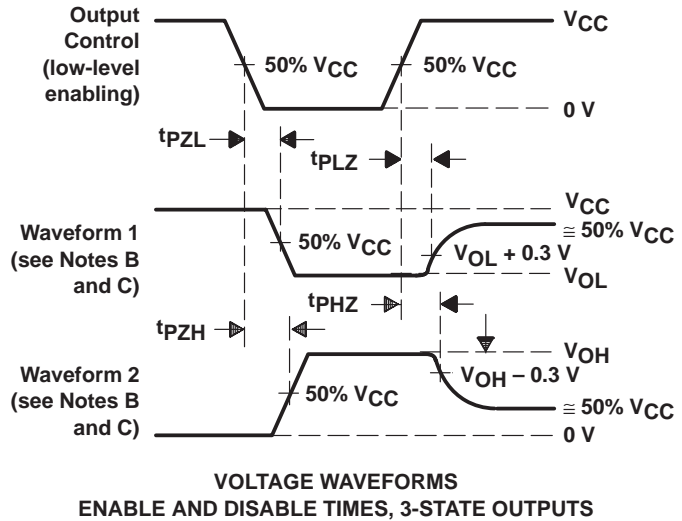 Output
Control
(low-level
enabling)
VCC
50% VCC
50% VCC
0 V
tPZL
tPLZ
VCC
Waveform 1
(see Notes B
and C)
50% VCC
≅ 50% VCC
VOL + 0.3 V
VOL
tPHZ
tPZH
VOH
Waveform 2
(see Notes B
and C)
50% VCC
VOH – 0.3 V
≅ 50% VCC
0 V
VOLTAGE WAVEFORMS
ENABLE AND DISABLE TIMES, 3-STATE OUTPUTS